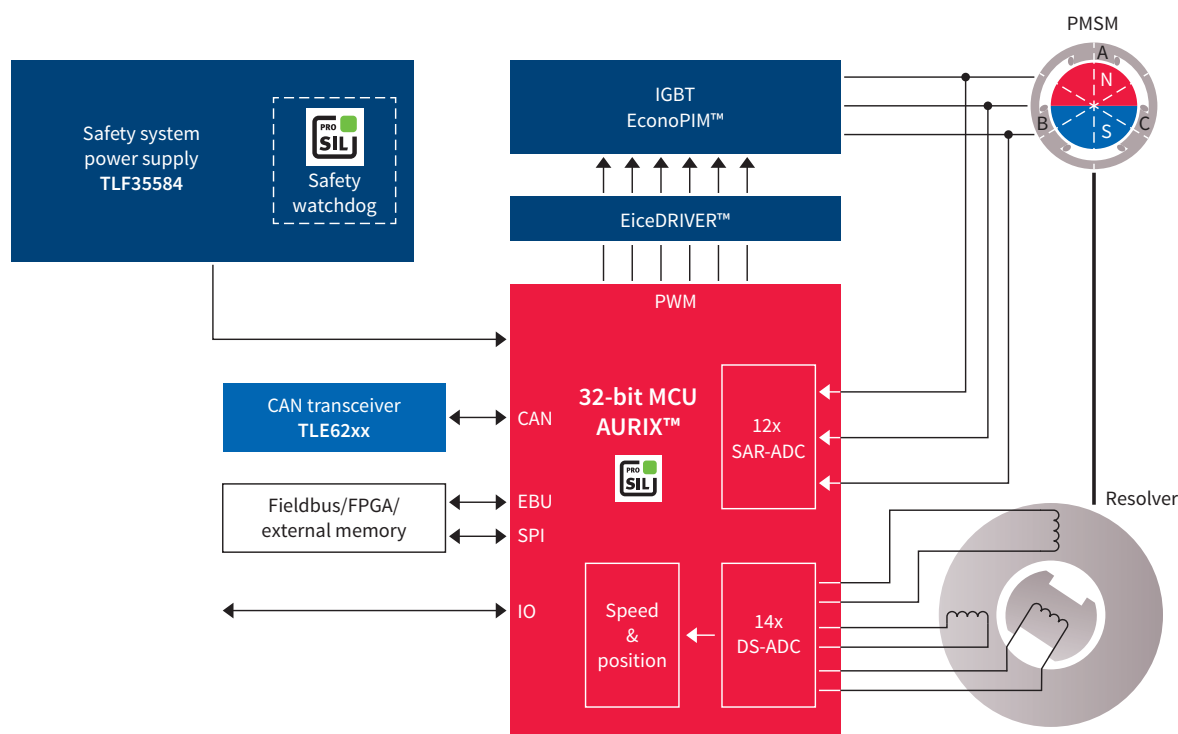 PMSM
A
N
B
S
C
IGBT
EconoPIM™
Safety system
power supply
TLF35584
PRO
SIL
Safety
watchdog
EiceDRIVER™
PWM
32-bit MCU
AURIX™
PRO
SIL
CAN transceiver
TLE62xx
CAN
12x
SAR-ADC
Fieldbus/FPGA/
external memory
EBU
SPI
Resolver
IO
Speed
&
position
14x
DS-ADC